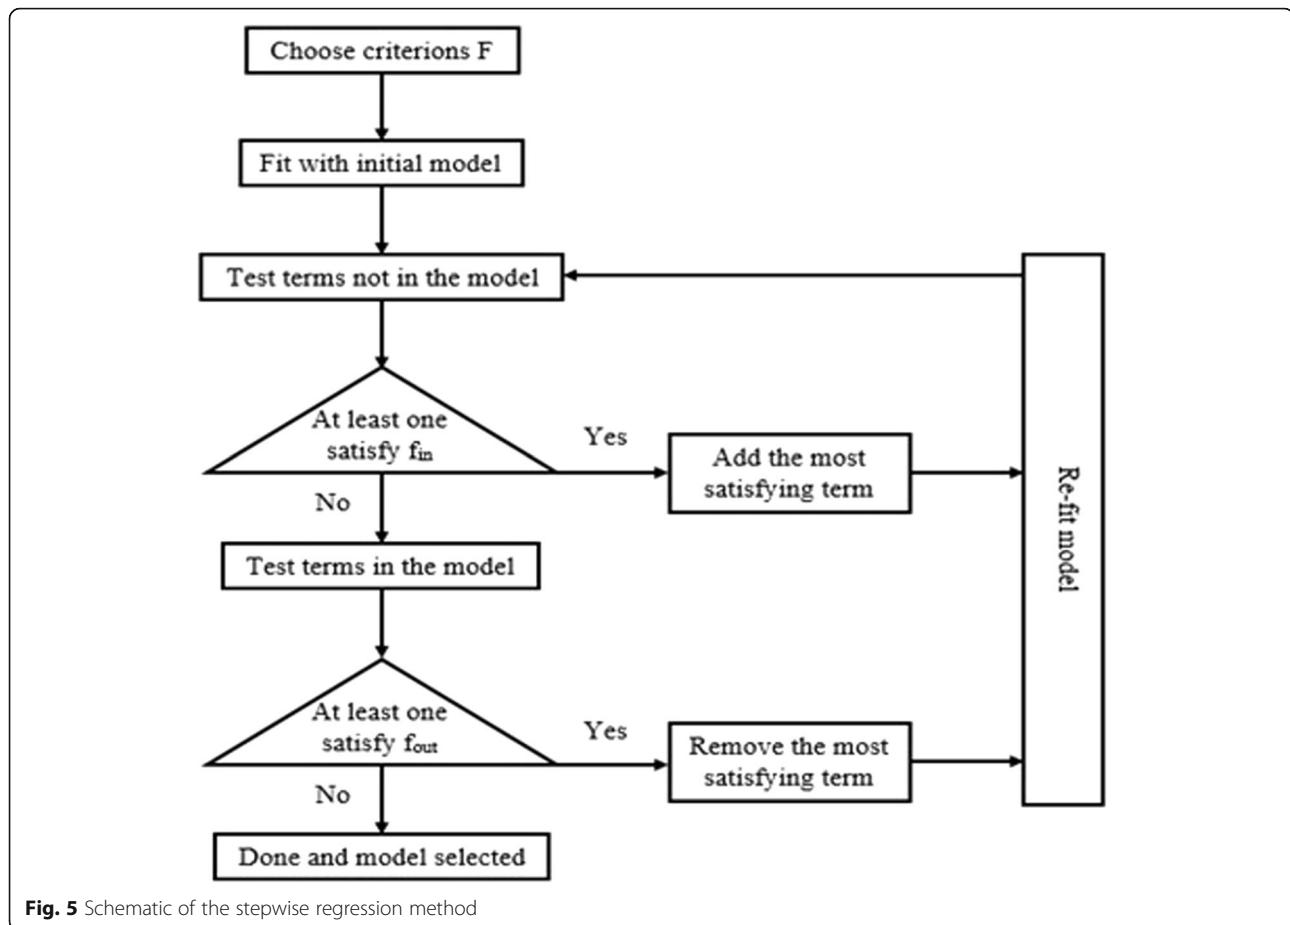 Choose criterions F
Fit with initial model
Test terms not in the model
At least one
satisfy fin
Yes
Add the most
satisfying term
No
Re-fit model
Test terms in the model
At least one
satisfy fout
Yes
Remove the most
satisfying term
No
Done and model selected
Fig. 5 Schematic of the stepwise regression method